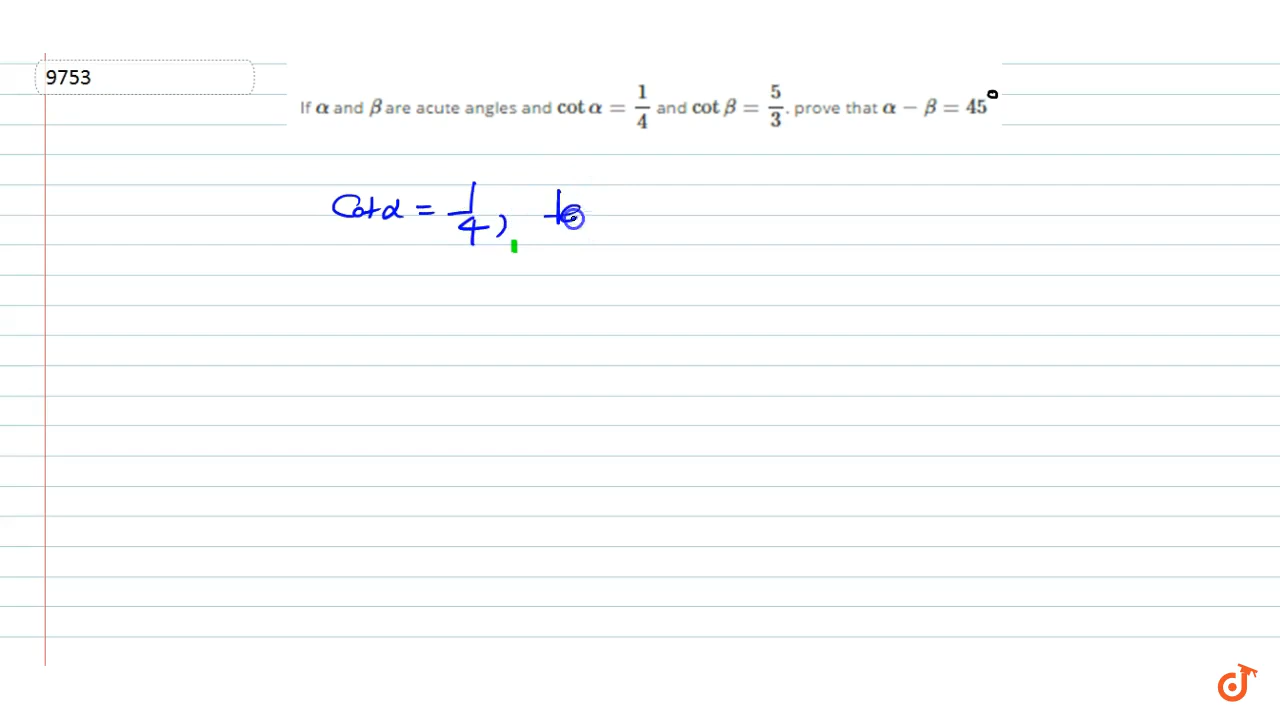 9753
If α and β are acute angles and cot α = 1/4 and cot β = 5/3. prove that α − β = 45°
Cotα = 1/4,